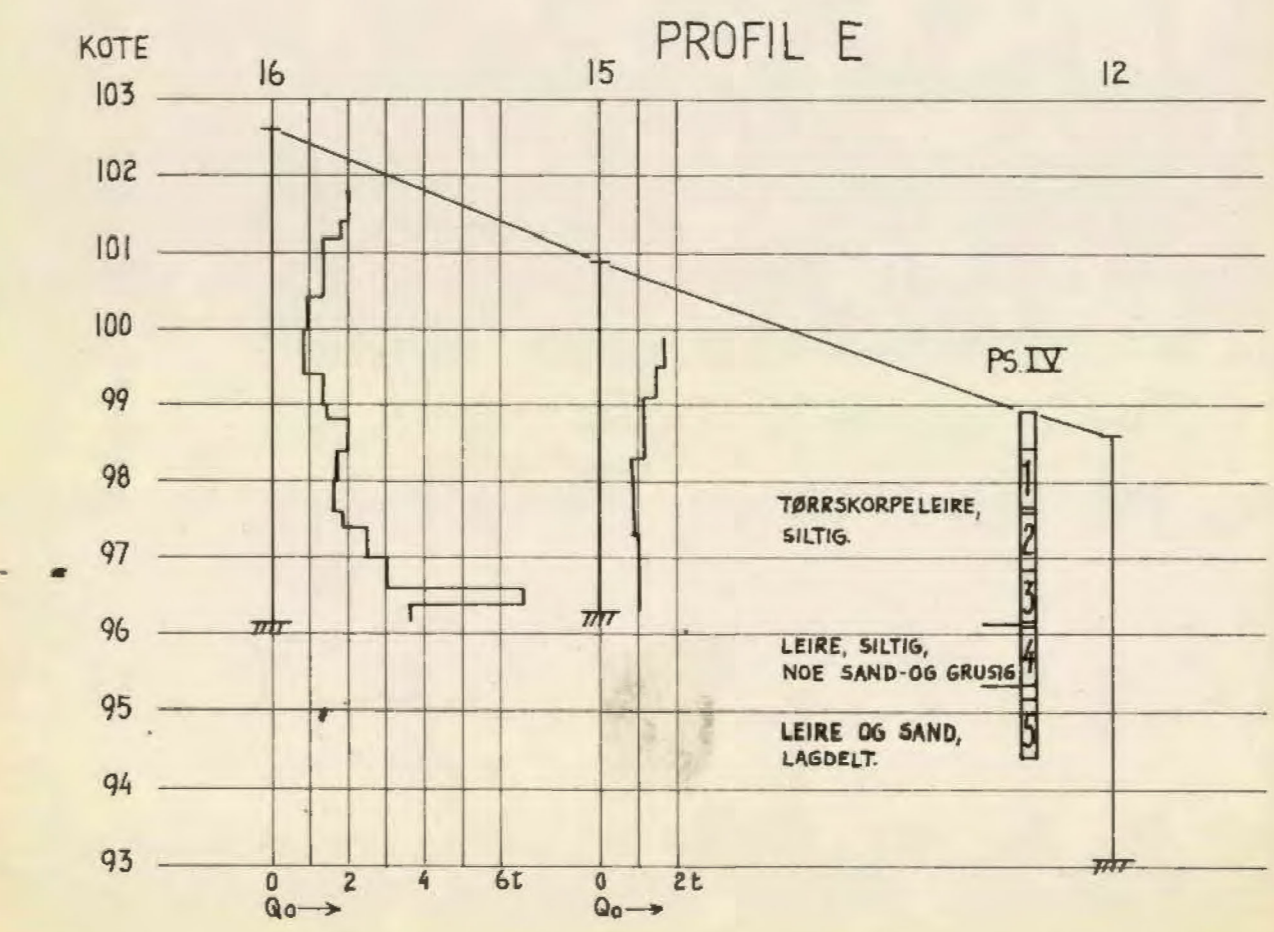 PROFIL E
KOTE
16 15 12
103
102
101
100
99
98
97
96
95
94
93
PS. IV
1
2
3
4
5
TØRRSKORPELEIRE,
SILTIG.
LEIRE, SILTIG,
NOE SAND-OG GRUSIG
LEIRE OG SAND,
LAGDELT.
0 2 4 6t 0 2t
Qo→ Qo→